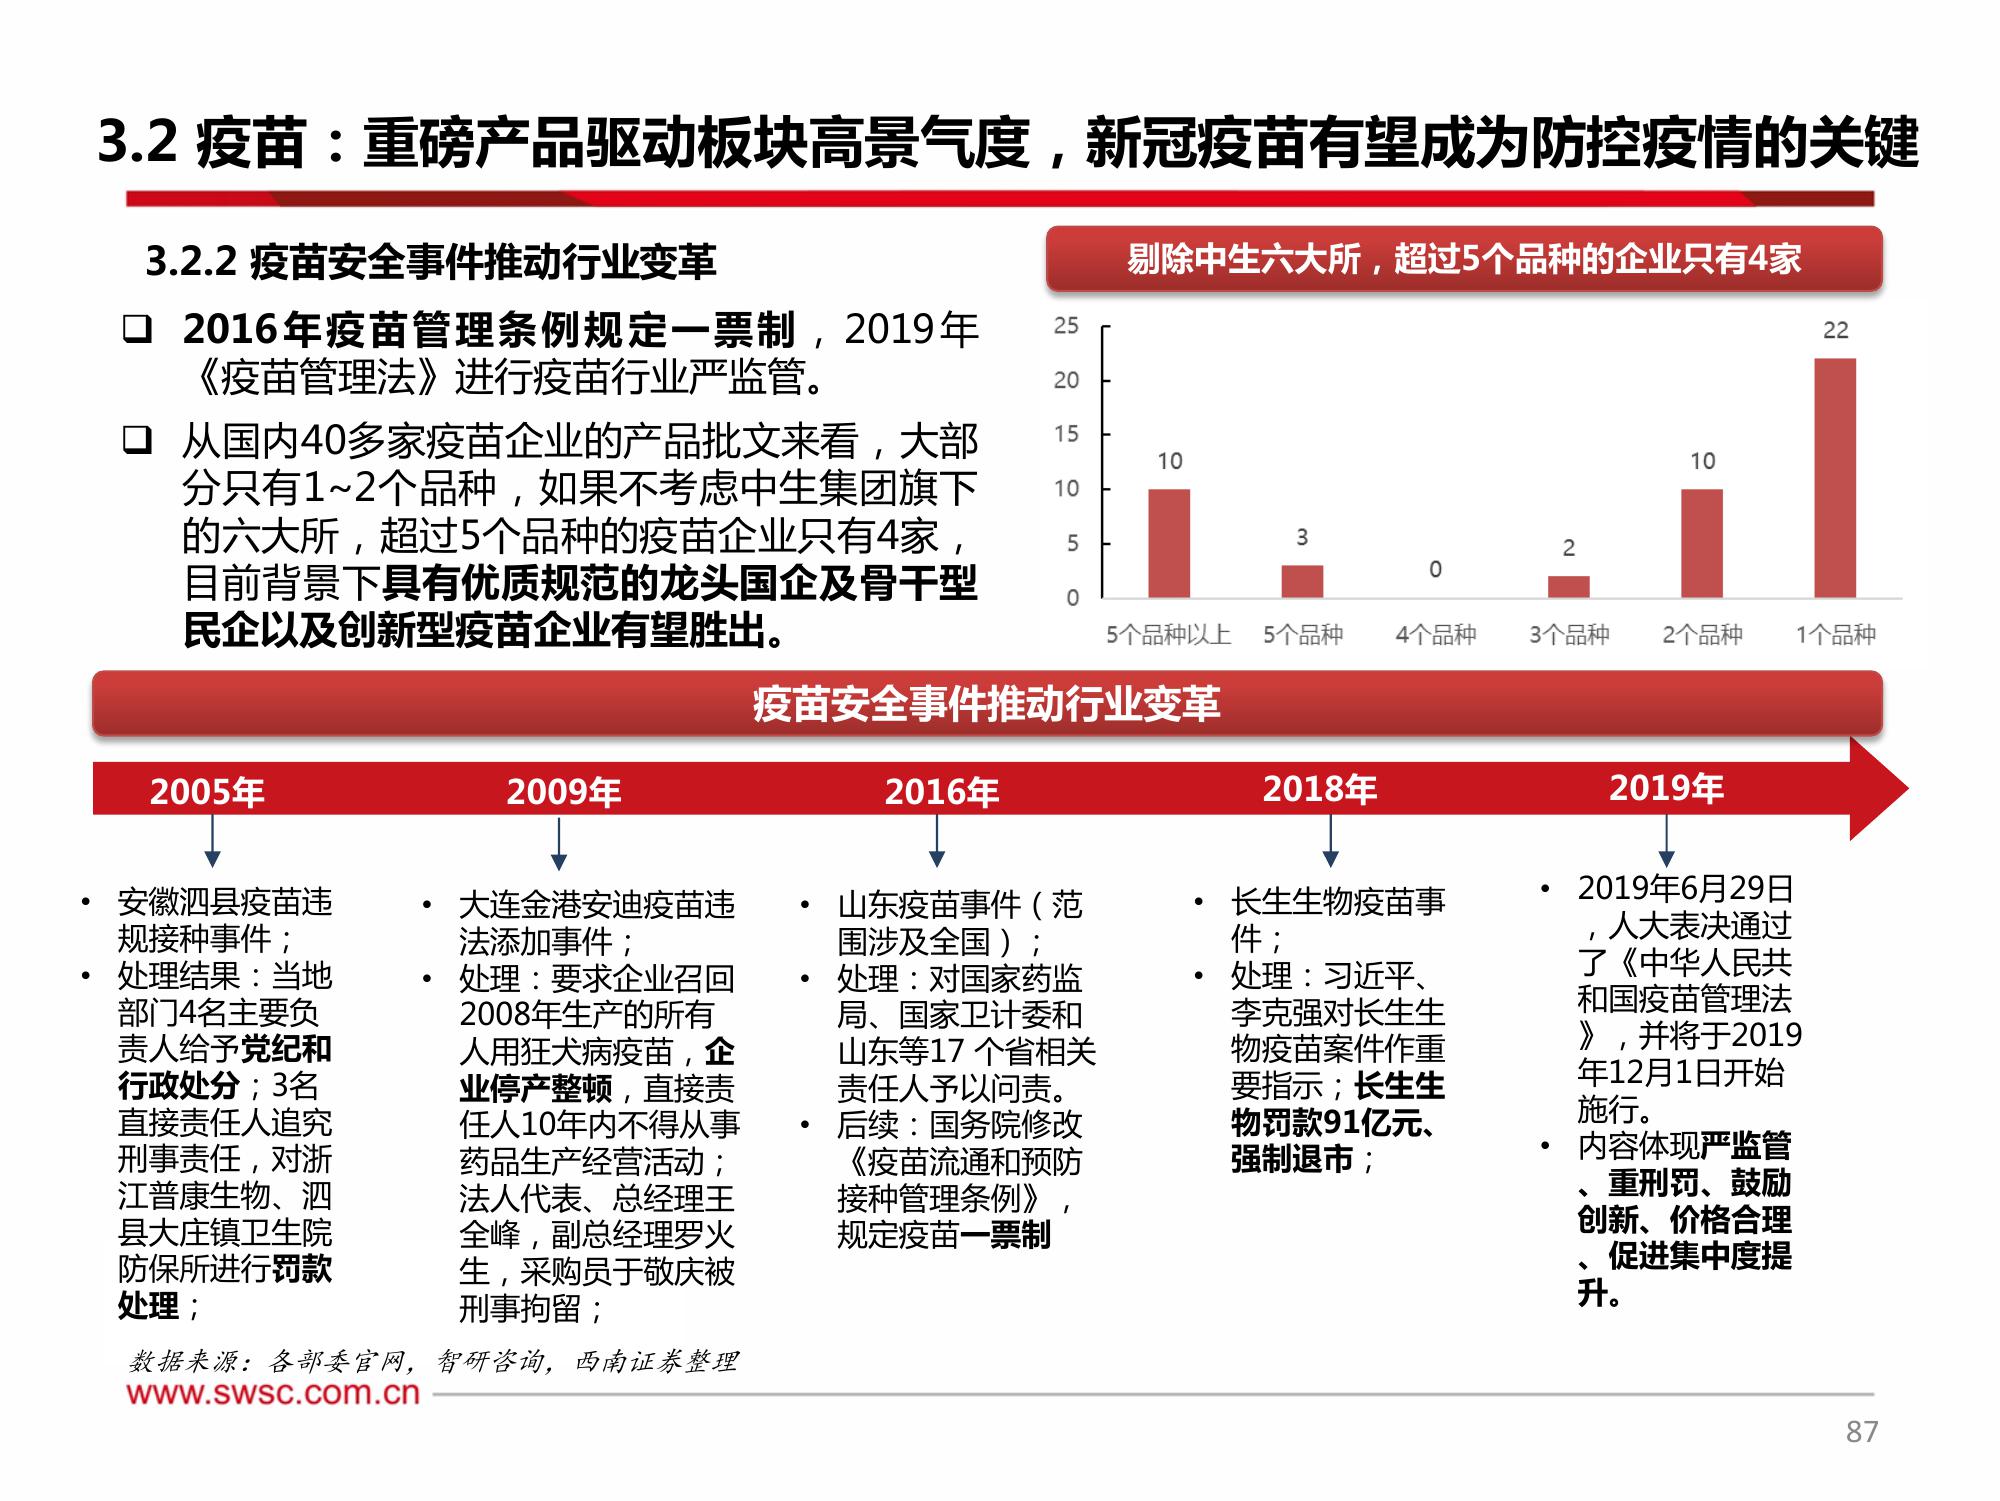 3.2 疫苗：重磅产品驱动板块高景气度，新冠疫苗有望成为防控疫情的关键
3.2.2 疫苗安全事件推动行业变革
❑ 2016年疫苗管理条例规定一票制，2019年
《疫苗管理法》进行疫苗行业严监管。
❑ 从国内40多家疫苗企业的产品批文来看，大部
分只有1~2个品种，如果不考虑中生集团旗下
的六大所，超过5个品种的疫苗企业只有4家，
目前背景下具有优质规范的龙头国企及骨干型
民企以及创新型疫苗企业有望胜出。
剔除中生六大所，超过5个品种的企业只有4家
25
20
15
10
5
0
10
3
0
2
10
22
5个品种以上 5个品种 4个品种 3个品种 2个品种 1个品种
疫苗安全事件推动行业变革
2005年 2009年 2016年 2018年 2019年
• 安徽泗县疫苗违
规接种事件；
• 处理结果：当地
部门4名主要负
责人给予党纪和
行政处分；3名
直接责任人追究
刑事责任，对浙
江普康生物、泗
县大庄镇卫生院
防保所进行罚款
处理；
• 大连金港安迪疫苗违
法添加事件；
• 处理：要求企业召回
2008年生产的所有
人用狂犬病疫苗，企
业停产整顿，直接责
任人10年内不得从事
药品生产经营活动；
法人代表、总经理王
全峰，副总经理罗火
生，采购员于敬庆被
刑事拘留；
• 山东疫苗事件（范
围涉及全国）；
• 处理：对国家药监
局、国家卫计委和
山东等17 个省相关
责任人予以问责。
• 后续：国务院修改
《疫苗流通和预防
接种管理条例》，
规定疫苗一票制
• 长生生物疫苗事
件；
• 处理：习近平、
李克强对长生生
物疫苗案件作重
要指示；长生生
物罚款91亿元、
强制退市；
• 2019年6月29日
，人大表决通过
了《中华人民共
和国疫苗管理法
》，并将于2019
年12月1日开始
施行。
• 内容体现严监管
、重刑罚、鼓励
创新、价格合理
、促进集中度提
升。
数据来源：各部委官网，智研咨询，西南证券整理
www.swsc.com.cn
87